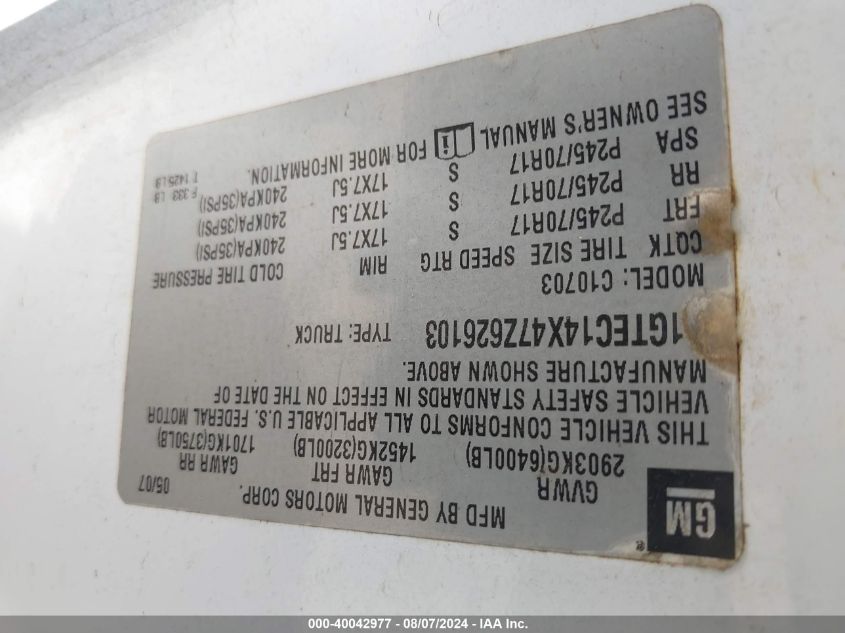 GM
®
MFD BY GENERAL MOTORS CORP.
05/07
GVWR GAWR FRT GAWR RR
2903KG(6400LB) 1452KG(3200LB) 1701KG(3750LB)
THIS VEHICLE CONFORMS TO ALL APPLICABLE U.S. FEDERAL MOTOR
VEHICLE SAFETY STANDARDS IN EFFECT ON THE DATE OF
MANUFACTURE SHOWN ABOVE.
1GTEC14X47Z626103 TYPE: TRUCK
MODEL: C10703
CQTK TIRE SIZE SPEED RTG RIM COLD TIRE PRESSURE
FRT P245/70R17 S 17X7.5J 240KPA(35PSI)
RR P245/70R17 S 17X7.5J 240KPA(35PSI)
SPA P245/70R17 S 17X7.5J 240KPA(35PSI)
SEE OWNER'S MANUAL i FOR MORE INFORMATION.
F 333 LB
T 1425LB
000-40042977 - 08/07/2024 - IAA Inc.